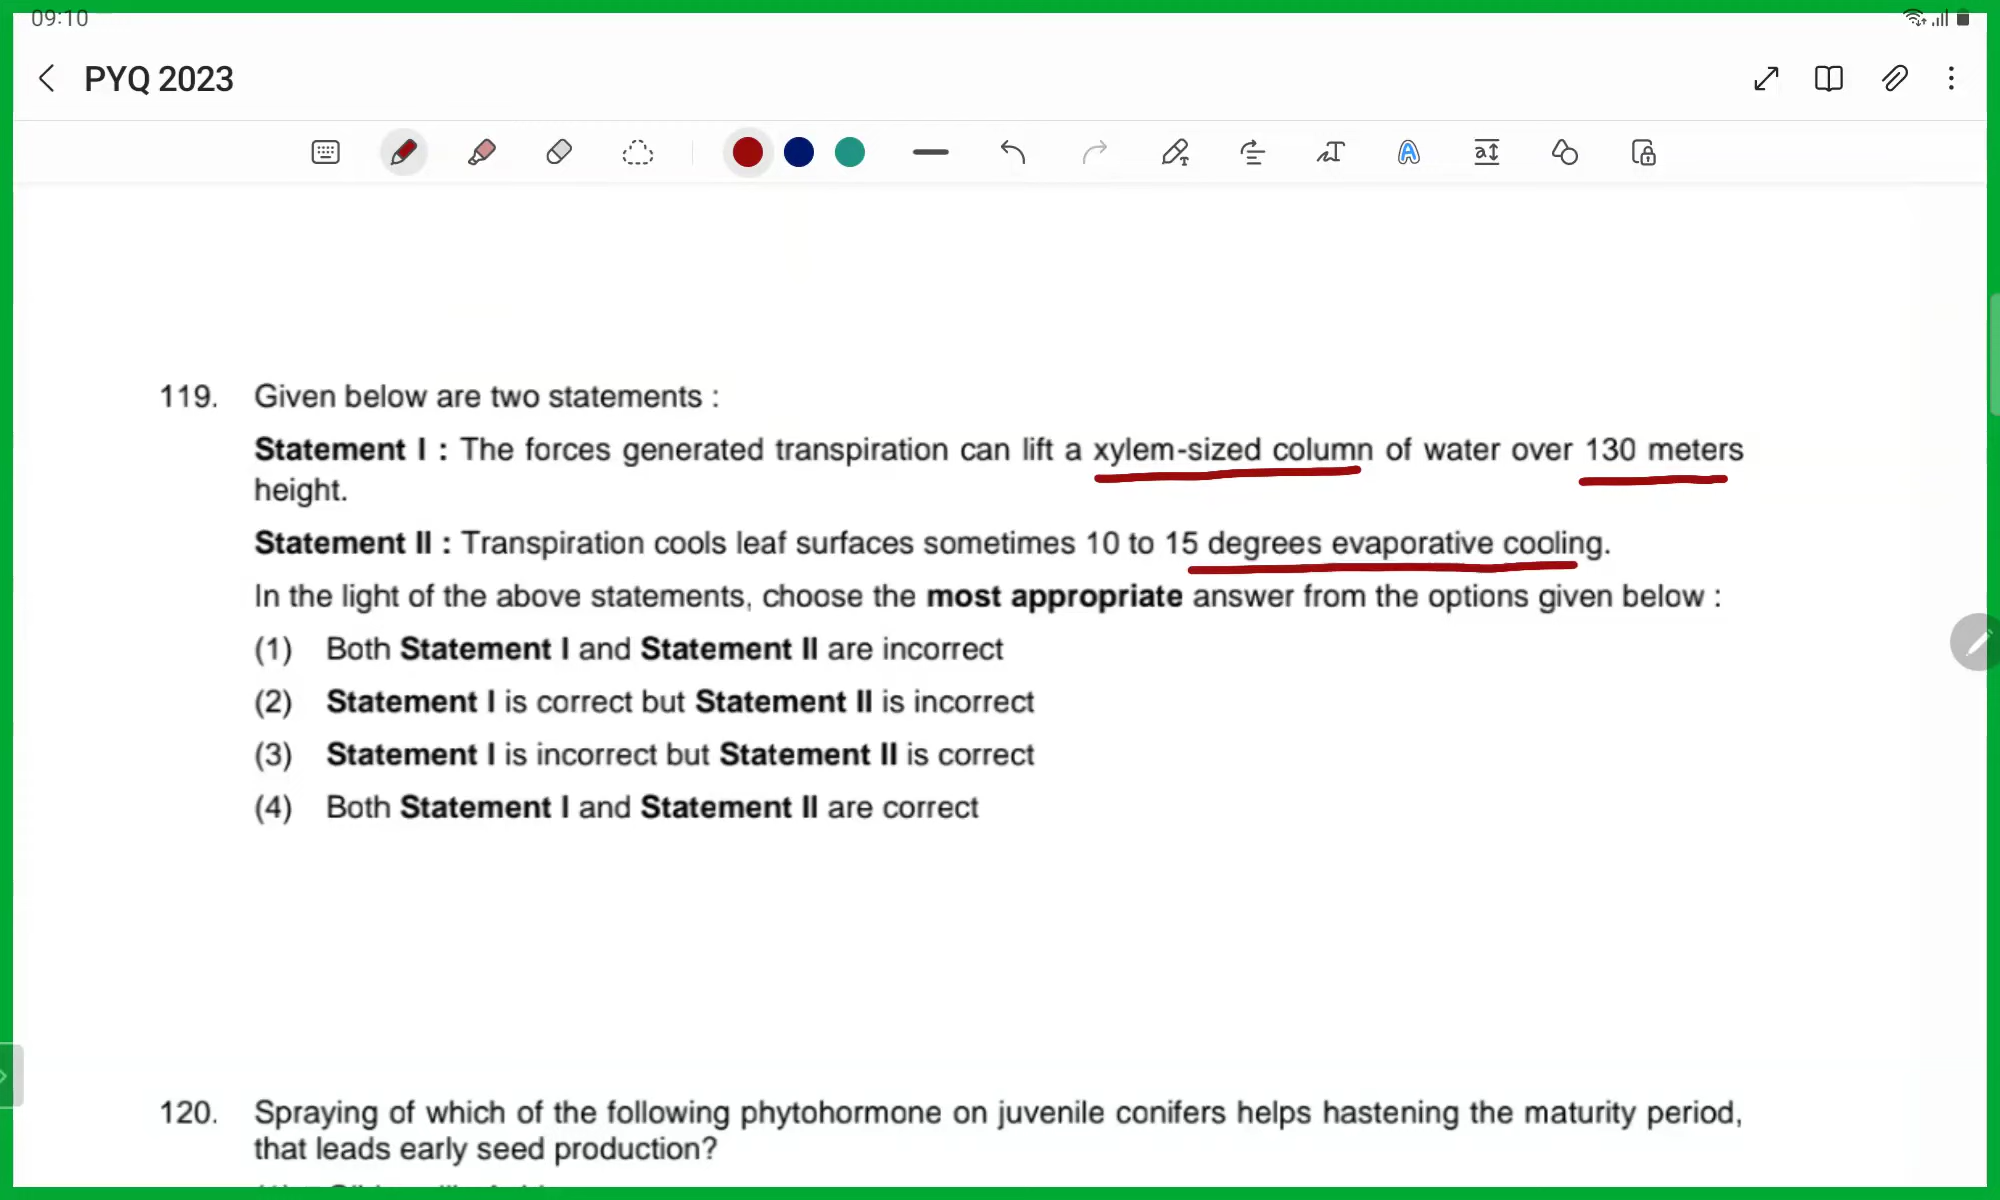 09:10
PYQ 2023
119. Given below are two statements :
Statement I : The forces generated transpiration can lift a xylem-sized column of water over 130 meters
height.
Statement II : Transpiration cools leaf surfaces sometimes 10 to 15 degrees evaporative cooling.
In the light of the above statements, choose the most appropriate answer from the options given below :
(1) Both Statement I and Statement II are incorrect
(2) Statement I is correct but Statement II is incorrect
(3) Statement I is incorrect but Statement II is correct
(4) Both Statement I and Statement II are correct
120. Spraying of which of the following phytohormone on juvenile conifers helps hastening the maturity period,
that leads early seed production?